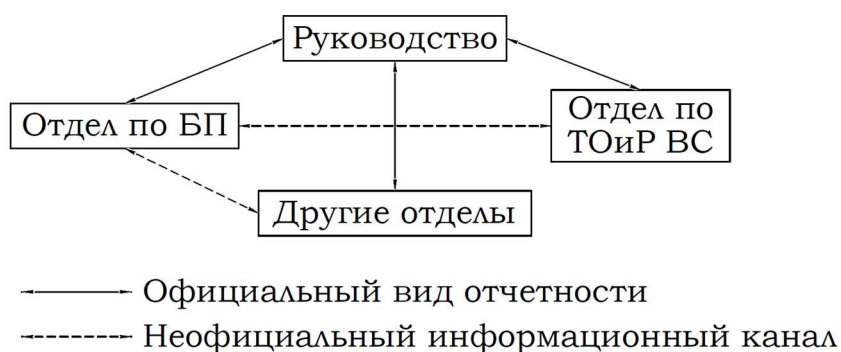 Руководство
Отдел по БП
Отдел по
ТОиР ВС
Другие отделы
Официальный вид отчетности
Неофициальный информационный канал